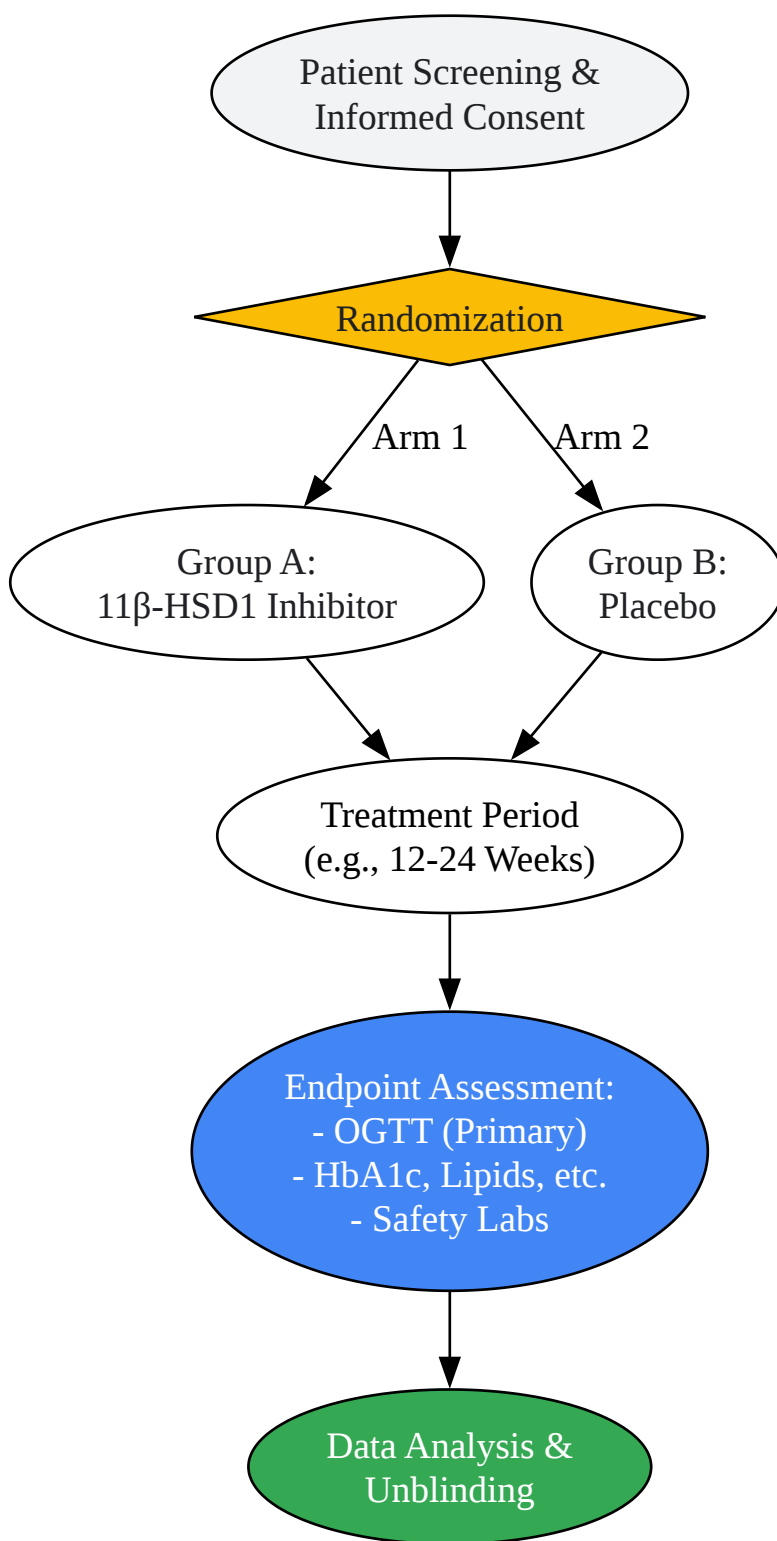 Patient Screening &
Informed Consent
Randomization
Arm 1
Arm 2
Group A:
11β-HSD1 Inhibitor
Group B:
Placebo
Treatment Period
(e.g., 12-24 Weeks)
Endpoint Assessment:
- OGTT (Primary)
- HbA1c, Lipids, etc.
- Safety Labs
Data Analysis &
Unblinding